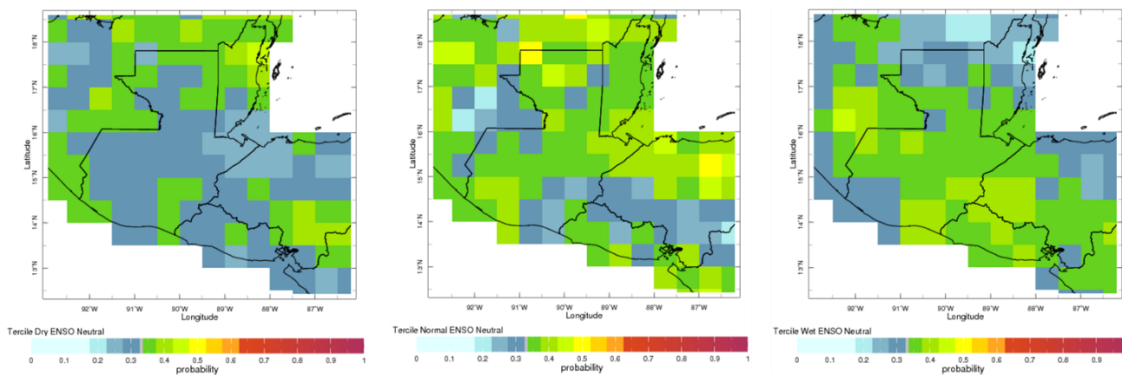 18°N
17°N
16°N
Latitude
15°N
14°N
13°N
92°W 91°W 90°W 89°W 88°W 87°W
Longitude
Tercile Dry ENSO Neutral
0 0.1 0.2 0.3 0.4 0.5 0.6 0.7 0.8 0.9 1
probability
18°N
17°N
16°N
Latitude
15°N
14°N
13°N
92°W 91°W 90°W 89°W 88°W 87°W
Longitude
Tercile Normal ENSO Neutral
0 0.1 0.2 0.3 0.4 0.5 0.6 0.7 0.8 0.9 1
probability
18°N
17°N
16°N
Latitude
15°N
14°N
13°N
92°W 91°W 90°W 89°W 88°W 87°W
Longitude
Tercile Wet ENSO Neutral
0 0.1 0.2 0.3 0.4 0.5 0.6 0.7 0.8 0.9 1
probability